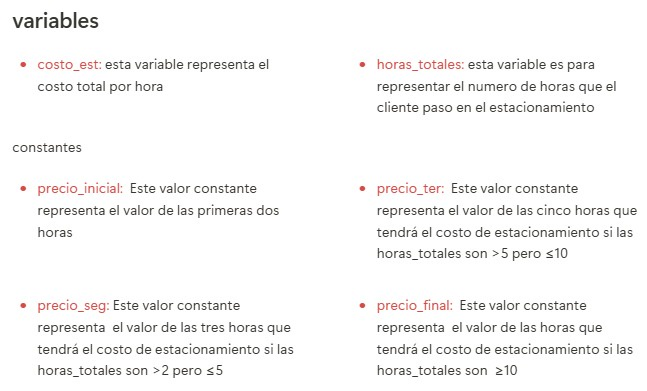 variables
• costo_est: esta variable representa el
costo total por hora
• horas_totales: esta variable es para
representar el numero de horas que el
cliente paso en el estacionamiento
constantes
• precio_inicial: Este valor constante
representa el valor de las primeras dos
horas
• precio_ter: Este valor constante
representa el valor de las cinco horas que
tendrá el costo de estacionamiento si las
horas_totales son >5 pero ≤10
• precio_seg: Este valor constante
representa el valor de las tres horas que
tendrá el costo de estacionamiento si las
horas_totales son >2 pero ≤5
• precio_final: Este valor constante
representa el valor de las horas que
tendrá el costo de estacionamiento si las
horas_totales son ≥10